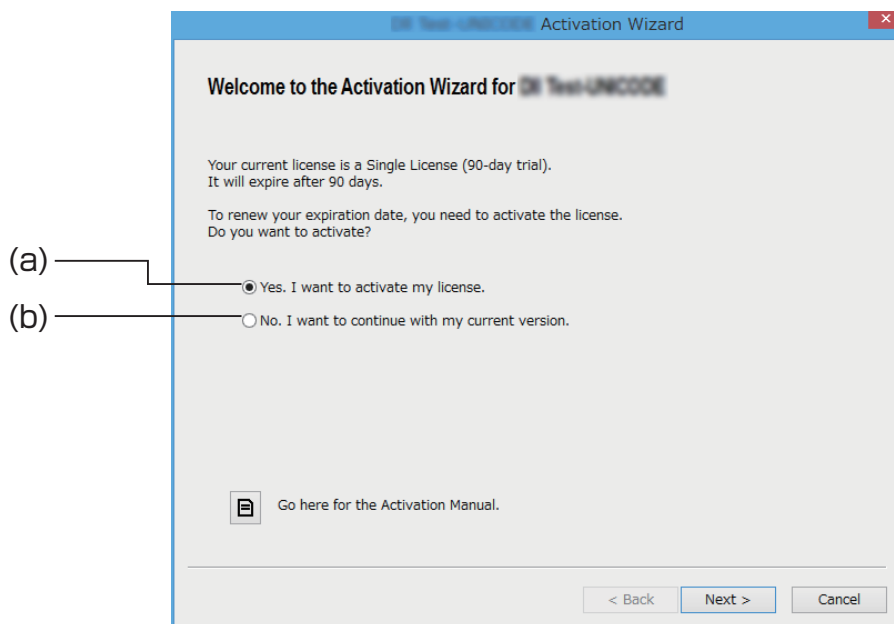 Activation Wizard
Welcome to the Activation Wizard for
Your current license is a Single License (90-day trial).
It will expire after 90 days.
To renew your expiration date, you need to activate the license.
Do you want to activate?
(a)
Yes. I want to activate my license.
(b)
No. I want to continue with my current version.
Go here for the Activation Manual.
< Back Next > Cancel